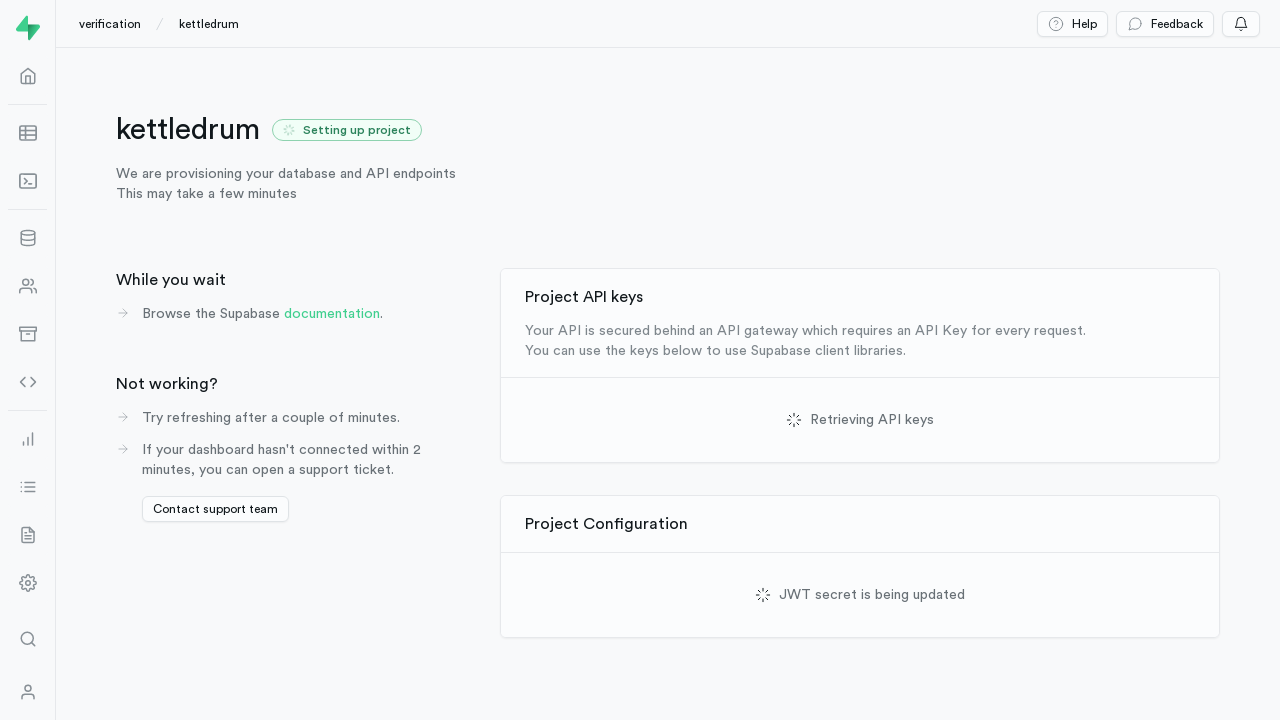 verification / kettledrum
Help
Feedback
kettledrum
Setting up project
We are provisioning your database and API endpoints
This may take a few minutes
While you wait
Browse the Supabase documentation.
Not working?
Try refreshing after a couple of minutes.
If your dashboard hasn't connected within 2
minutes, you can open a support ticket.
Contact support team
Project API keys
Your API is secured behind an API gateway which requires an API Key for every request.
You can use the keys below to use Supabase client libraries.
Retrieving API keys
Project Configuration
JWT secret is being updated